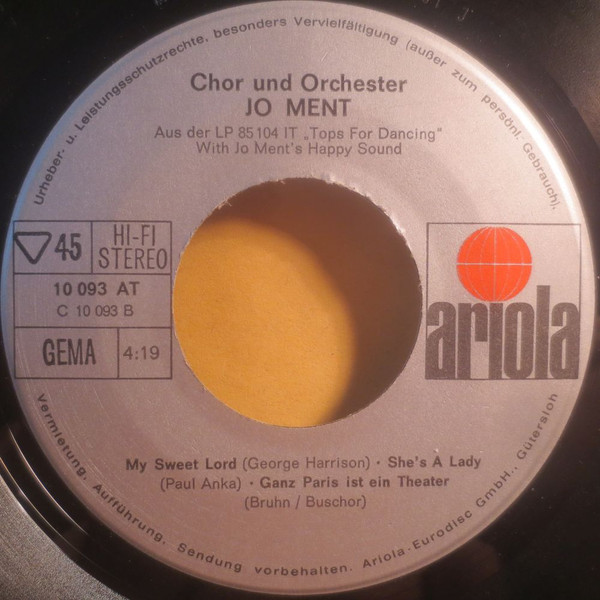 Urheber- u. Leistungsschutzrechte, besonders Vervielfältigung (außer zum persönl. Gebrauch),
Chor und Orchester
JO MENT
Aus der LP 85 104 IT „Tops For Dancing"
With Jo Ment's Happy Sound
45
HI-FI
STEREO
10 093 AT
C 10 093 B
GEMA
4:19
ariola
My Sweet Lord (George Harrison) · She's A Lady
(Paul Anka) · Ganz Paris ist ein Theater
(Bruhn / Buschor)
Vermietung, Aufführung, Sendung vorbehalten. Ariola-Eurodisc GmbH., Gütersloh